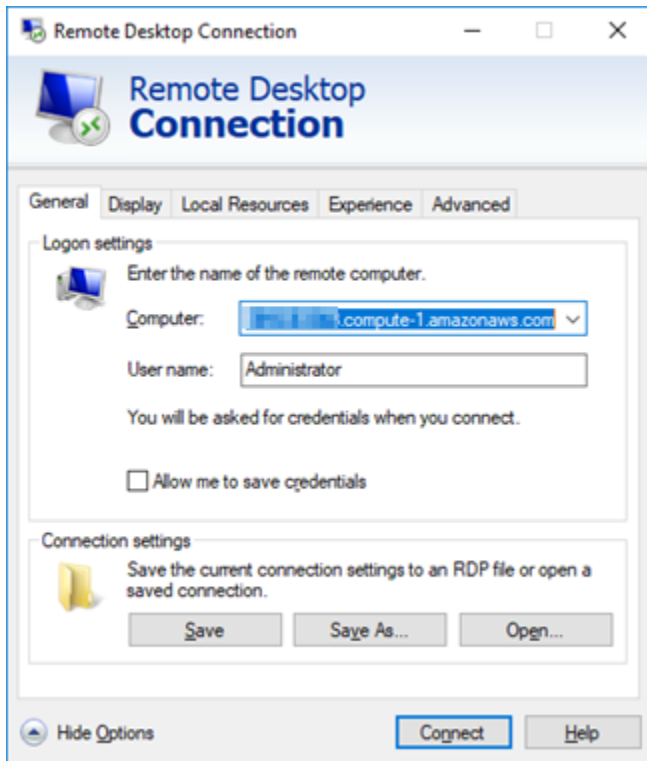 Remote Desktop Connection
Remote Desktop
Connection
General Display Local Resources Experience Advanced
Logon settings
Enter the name of the remote computer.
Computer: .compute-1.amazonaws.com
User name: Administrator
You will be asked for credentials when you connect.
Allow me to save credentials
Connection settings
Save the current connection settings to an RDP file or open a
saved connection.
Save Save As... Open...
Hide Options Connect Help